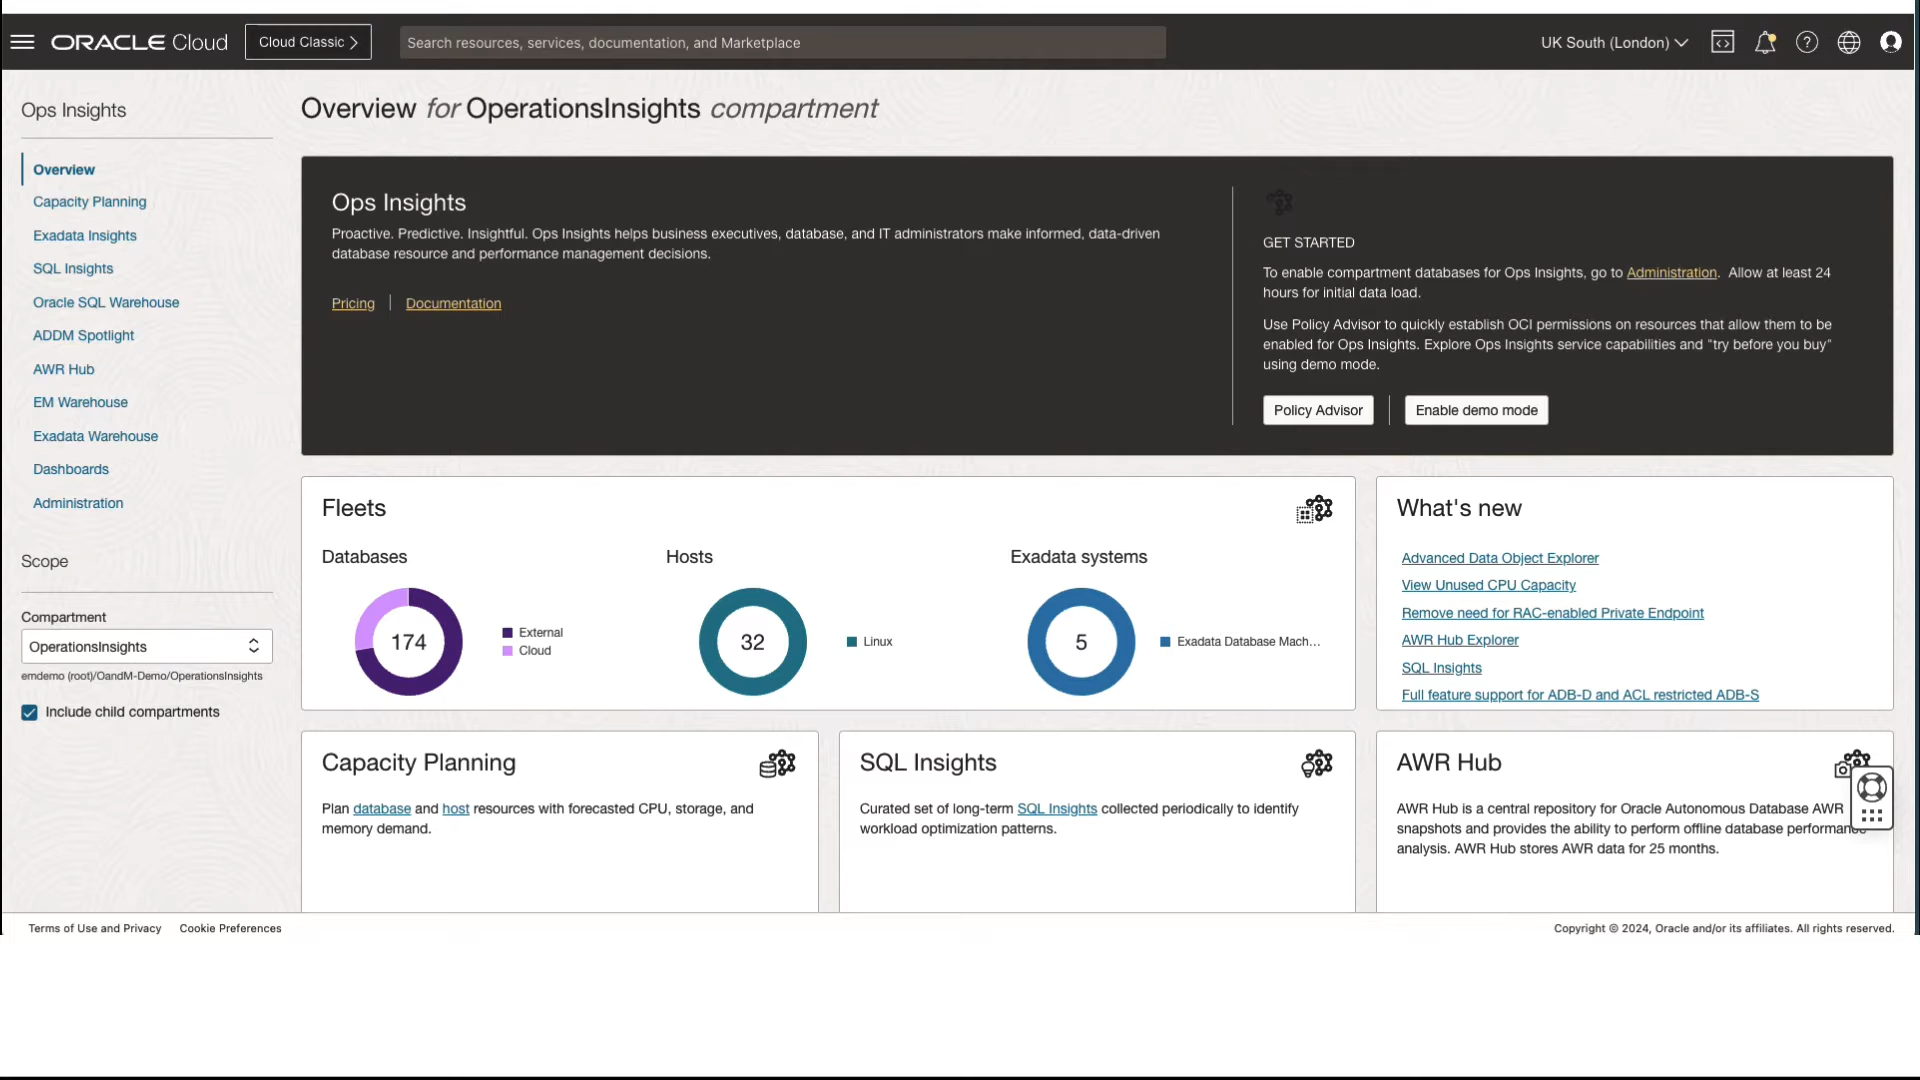 ORACLE Cloud
Cloud Classic
Search resources, services, documentation, and Marketplace
UK South (London)
Ops Insights
Overview
Capacity Planning
Exadata Insights
SQL Insights
Oracle SQL Warehouse
ADDM Spotlight
AWR Hub
EM Warehouse
Exadata Warehouse
Dashboards
Administration
Scope
Compartment
OperationsInsights
emdemo (root)/OandM-Demo/OperationsInsights
Include child compartments
Overview for OperationsInsights compartment
Ops Insights
Proactive. Predictive. Insightful. Ops Insights helps business executives, database, and IT administrators make informed, data-driven
database resource and performance management decisions.
Pricing
Documentation
GET STARTED
To enable compartment databases for Ops Insights, go to Administration. Allow at least 24
hours for initial data load.
Use Policy Advisor to quickly establish OCI permissions on resources that allow them to be
enabled for Ops Insights. Explore Ops Insights service capabilities and "try before you buy"
using demo mode.
Policy Advisor
Enable demo mode
Fleets
Databases
174
External
Cloud
Hosts
32
Linux
Exadata systems
5
Exadata Database Mach...
What's new
Advanced Data Object Explorer
View Unused CPU Capacity
Remove need for RAC-enabled Private Endpoint
AWR Hub Explorer
SQL Insights
Full feature support for ADB-D and ACL restricted ADB-S
Capacity Planning
Plan database and host resources with forecasted CPU, storage, and
memory demand.
SQL Insights
Curated set of long-term SQL Insights collected periodically to identify
workload optimization patterns.
AWR Hub
AWR Hub is a central repository for Oracle Autonomous Database AWR
snapshots and provides the ability to perform offline database performance
analysis. AWR Hub stores AWR data for 25 months.
Terms of Use and Privacy
Cookie Preferences
Copyright © 2024, Oracle and/or its affiliates. All rights reserved.